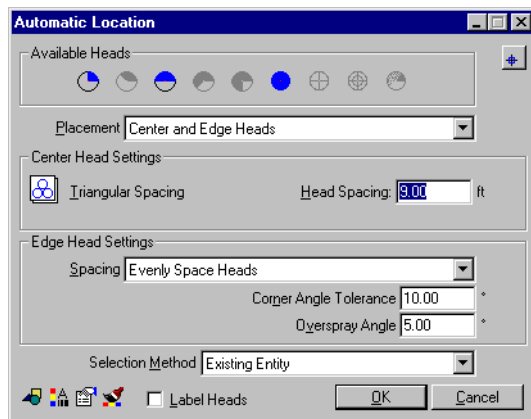 Automatic Location
Available Heads
Placement Center and Edge Heads
Center Head Settings
Triangular Spacing Head Spacing: 9.00 ft
Edge Head Settings
Spacing Evenly Space Heads
Corner Angle Tolerance 10.00 °
Overspray Angle 5.00 °
Selection Method Existing Entity
Label Heads OK Cancel